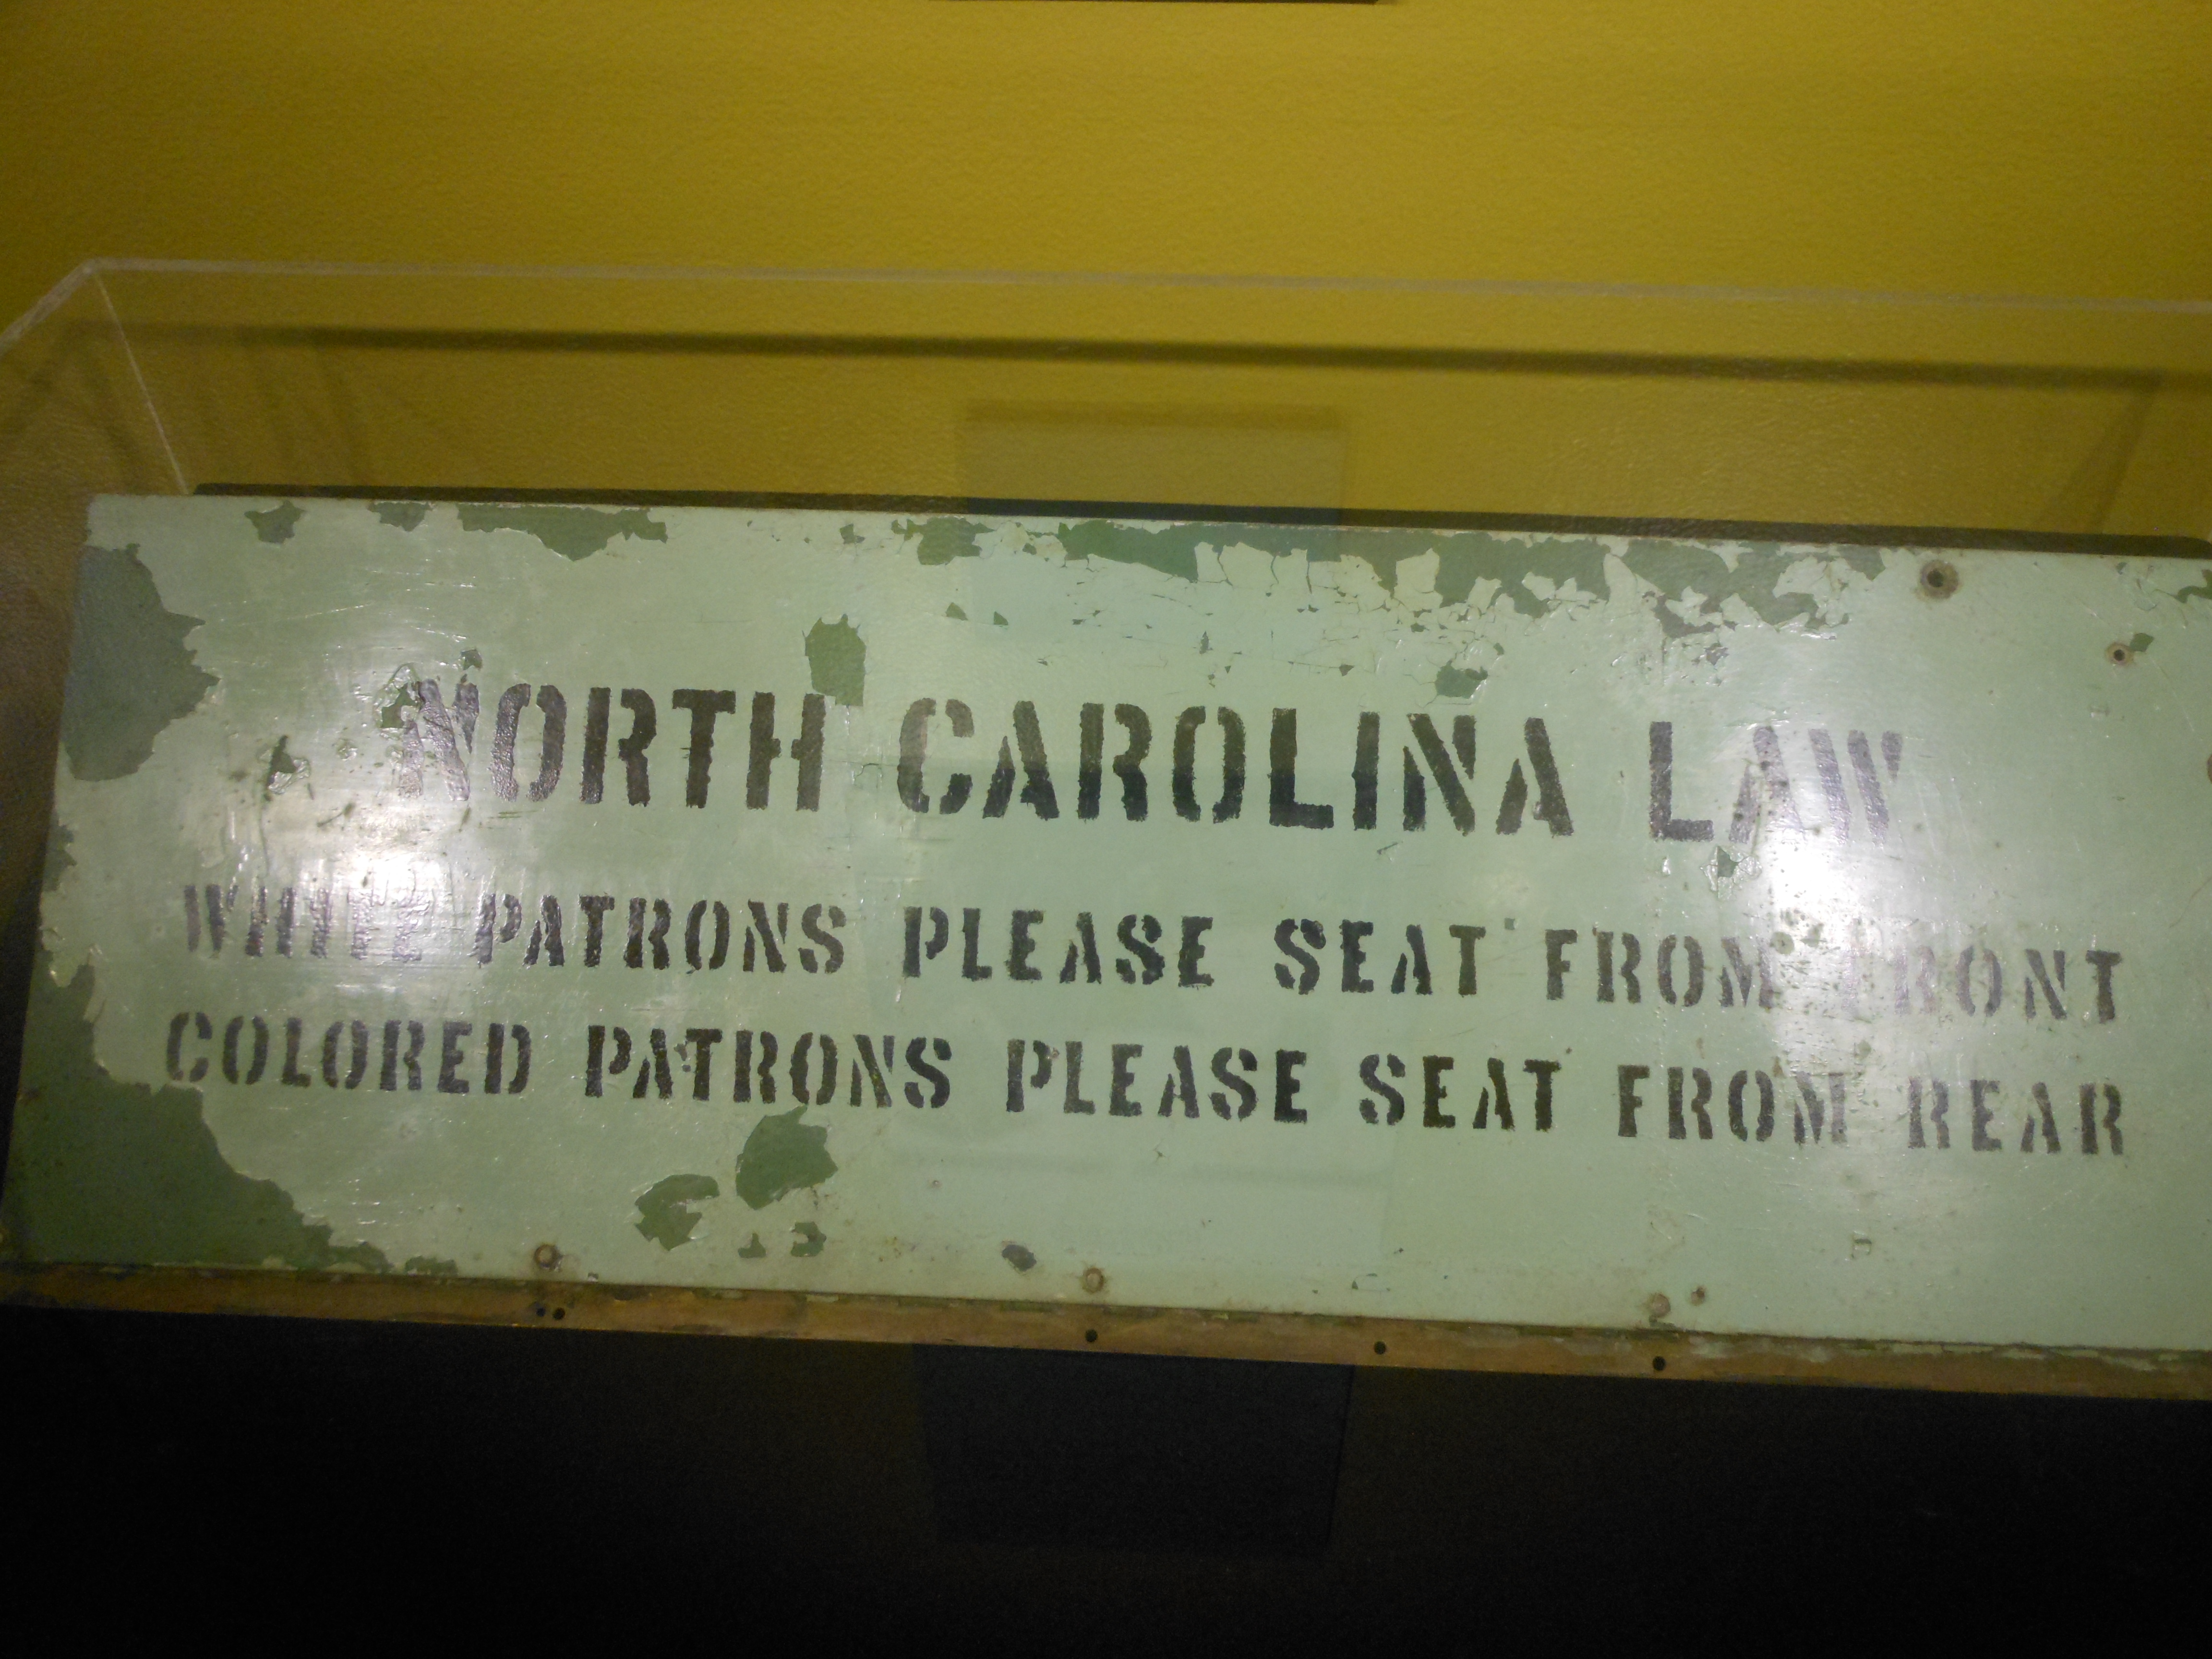 NORTH CAROLINA LAW
WHITE PATRONS PLEASE SEAT FROM FRONT
COLORED PATRONS PLEASE SEAT FROM REAR